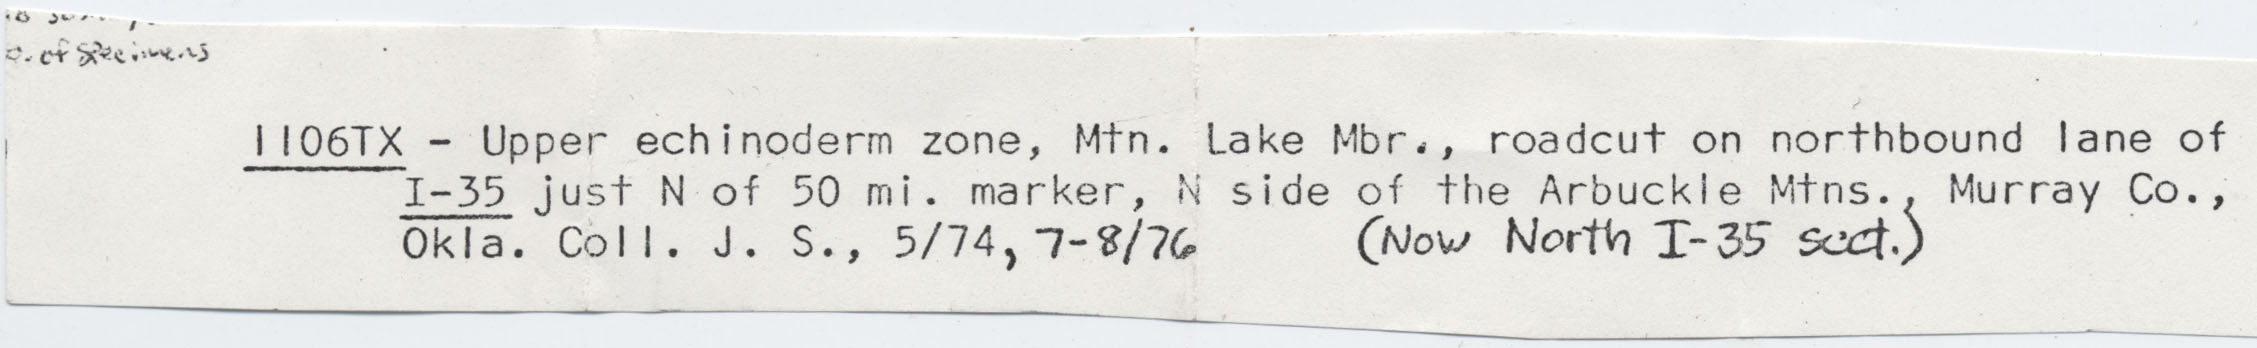 of Specimens
1106TX - Upper echinoderm zone, Mtn. Lake Mbr., roadcut on northbound lane of
I-35 just N of 50 mi. marker, N side of the Arbuckle Mtns., Murray Co.,
Okla. Coll. J. S., 5/74, 7-8/76 (Now North I-35 sect.)